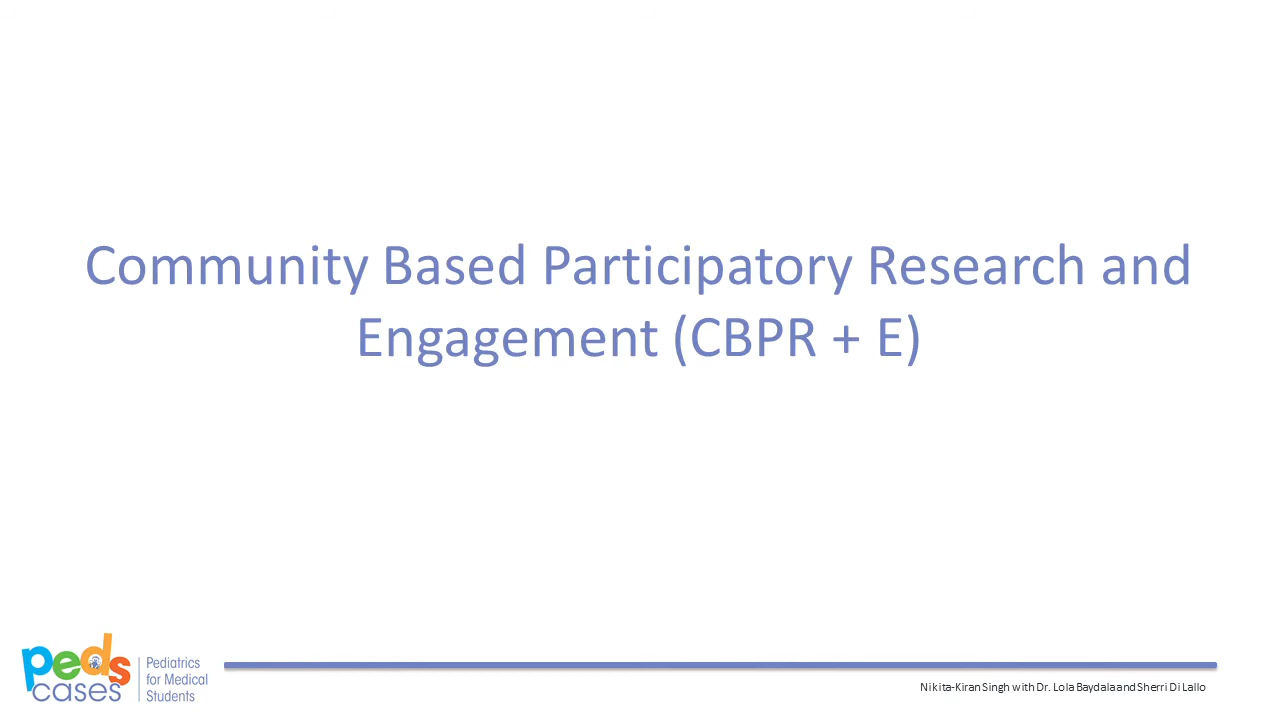 Community Based Participatory Research and
Engagement (CBPR + E)
peds
cases
Pediatrics
for Medical
Students
Nikita-Kiran Singh with Dr. Lola Baydala and Sherri Di Lallo